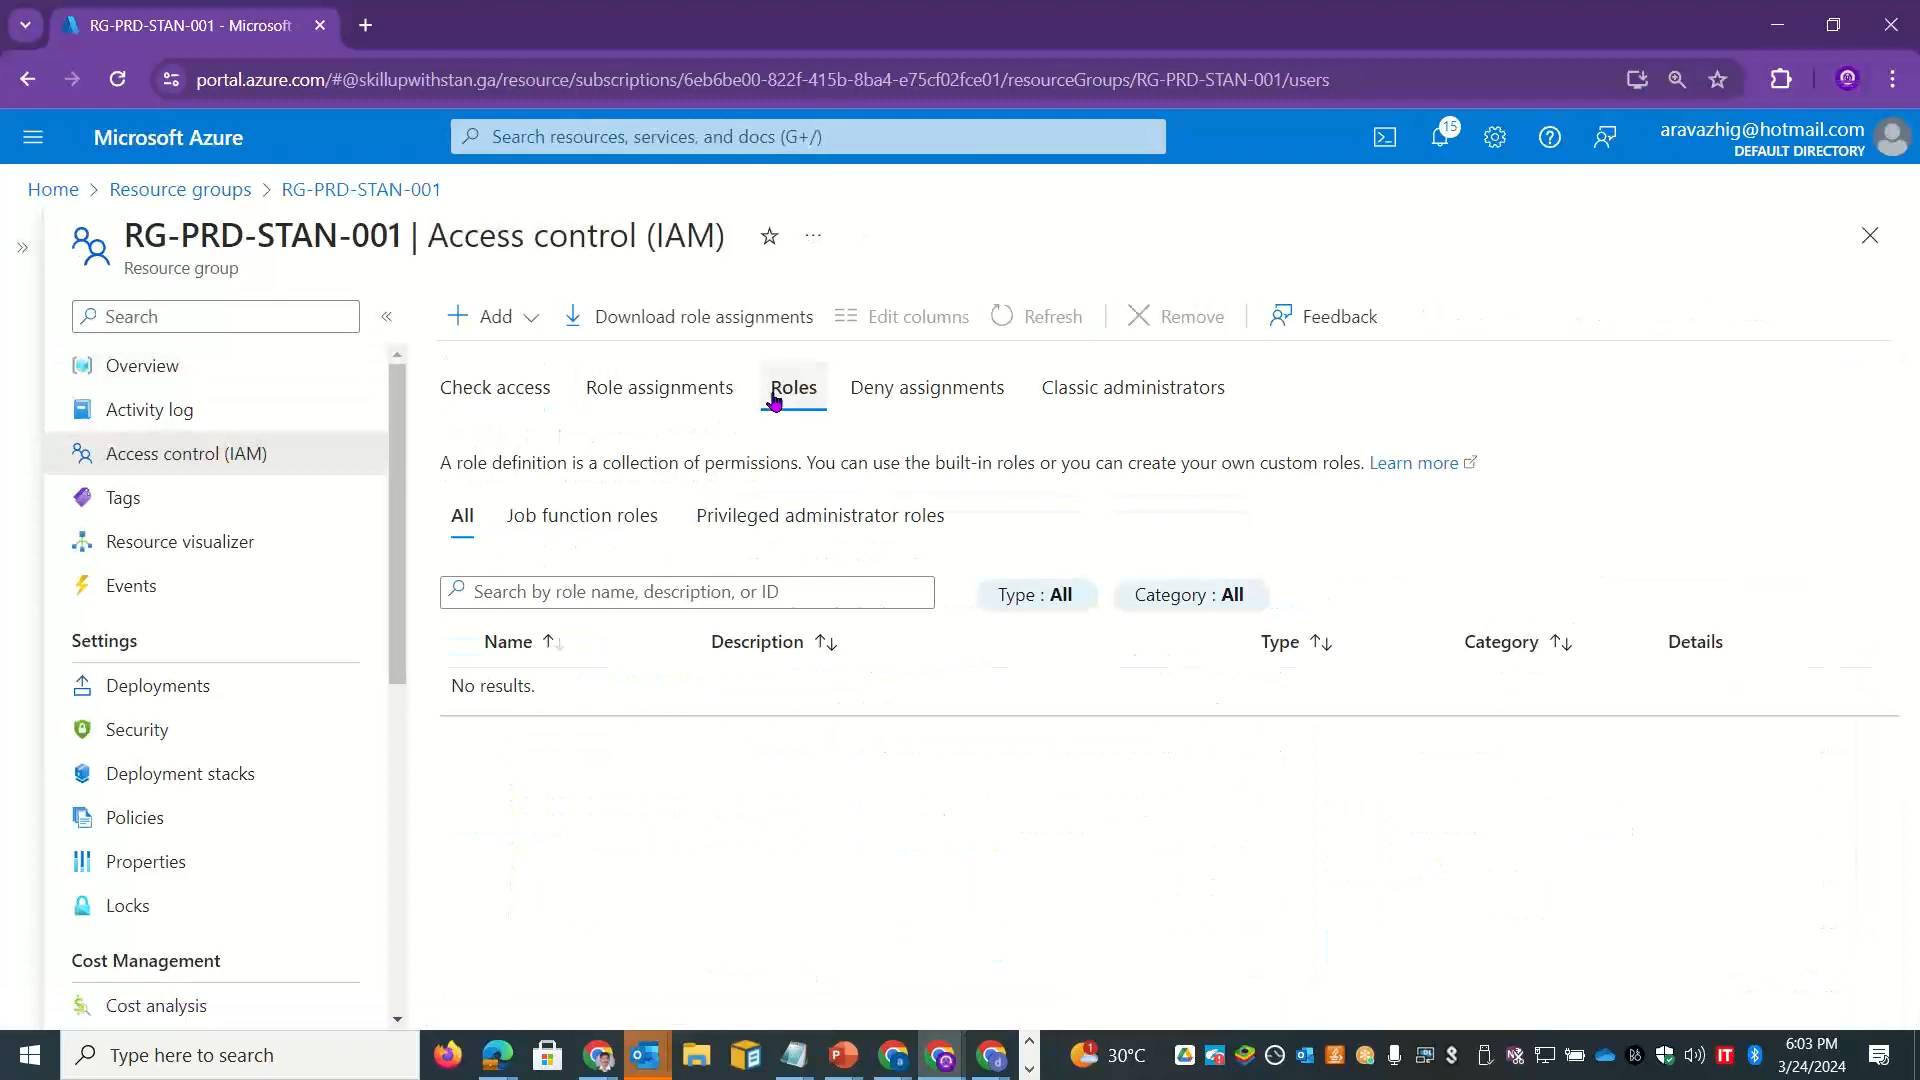 RG-PRD-STAN-001 - Microsoft
portal.azure.com/#@skillupwithstan.ga/resource/subscriptions/6eb6be00-822f-415b-8ba4-e75cf02fce01/resourceGroups/RG-PRD-STAN-001/users
Microsoft Azure
Search resources, services, and docs (G+/)
15
aravazhig@hotmail.com
DEFAULT DIRECTORY
Home > Resource groups > RG-PRD-STAN-001
RG-PRD-STAN-001 | Access control (IAM)
Resource group
Search
Overview
Activity log
Access control (IAM)
Tags
Resource visualizer
Events
Settings
Deployments
Security
Deployment stacks
Policies
Properties
Locks
Cost Management
Cost analysis
Add
Download role assignments
Edit columns
Refresh
Remove
Feedback
Check access
Role assignments
Roles
Deny assignments
Classic administrators
A role definition is a collection of permissions. You can use the built-in roles or you can create your own custom roles. Learn more
All
Job function roles
Privileged administrator roles
Search by role name, description, or ID
Type : All
Category : All
Name
Description
Type
Category
Details
No results.
Type here to search
30°C
6:03 PM
3/24/2024